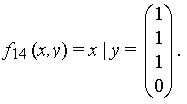 f₁₄ (x, y) = x | y = (1
1
1
0).